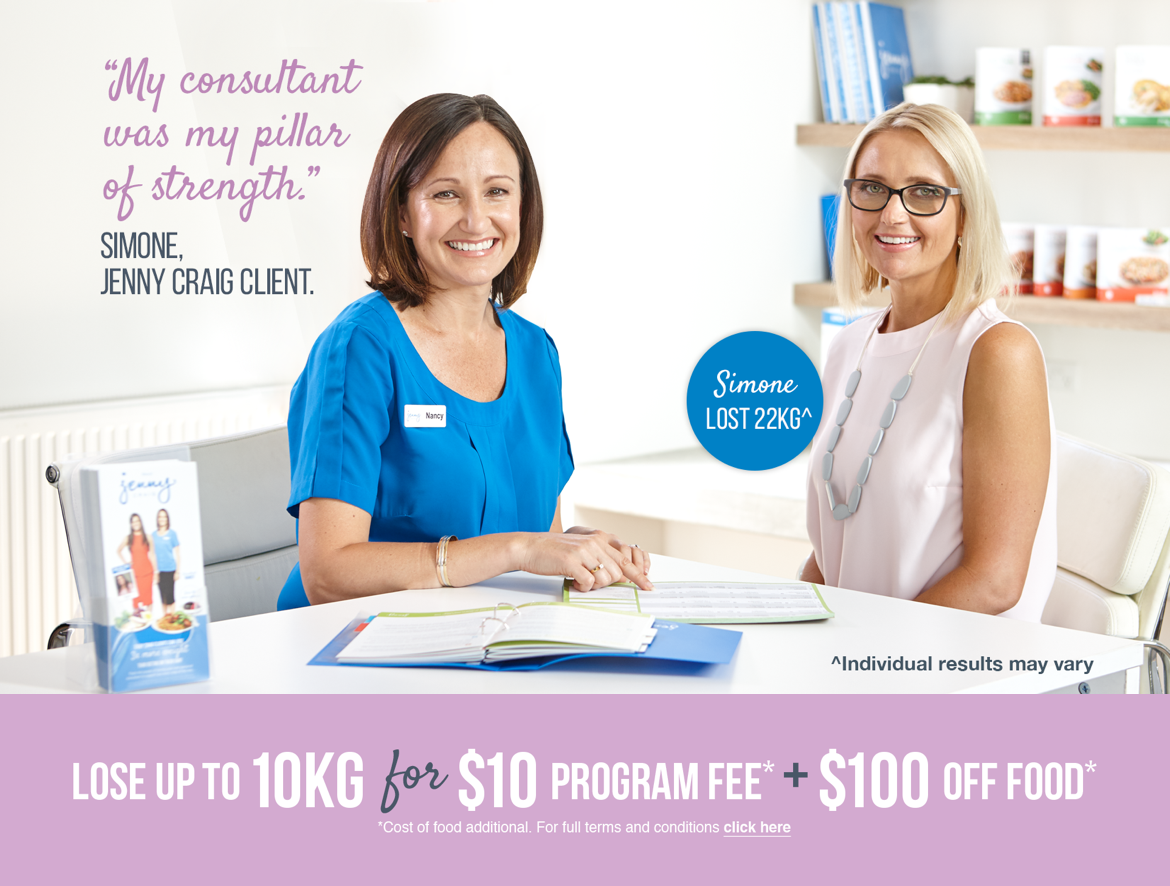 “My consultant
was my pillar
of strength.”
SIMONE,
JENNY CRAIG CLIENT.
Nancy
Simone
LOST 22KG^
jenny
^Individual results may vary
LOSE UP TO 10KG for $10 PROGRAM FEE* + $100 OFF FOOD*
*Cost of food additional. For full terms and conditions click here